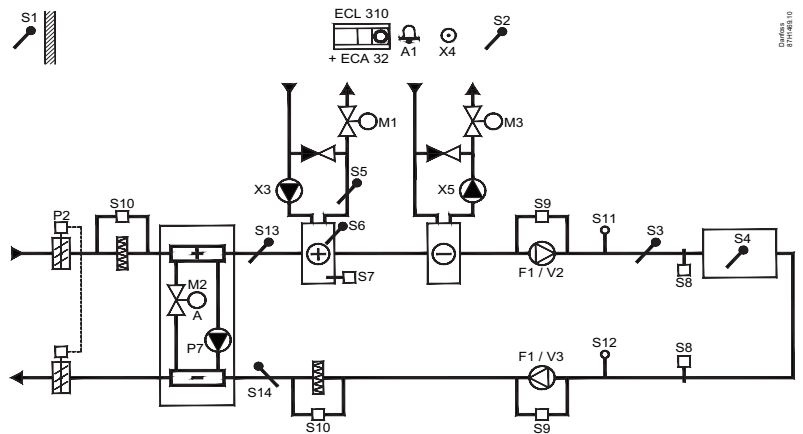 S1
ECL 310
+ ECA 32
A1
X4
S2
Danfoss
87H1469.10
M1
M3
S5
X3
X5
P2
S10
S13
S6
S7
S9
F1 / V2
S11
S3
S8
S4
M2
A
P7
S14
S10
F1 / V3
S9
S12
S8